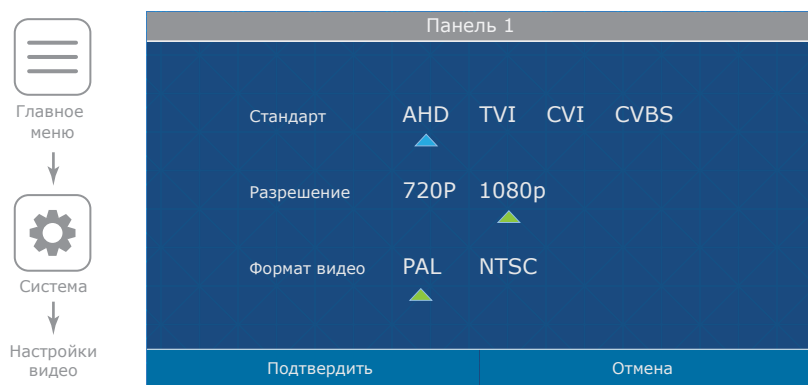 Главное
меню
Система
Настройки
видео
Панель 1
Стандарт AHD TVI CVI CVBS
Разрешение 720P 1080p
Формат видео PAL NTSC
Подтвердить Отмена